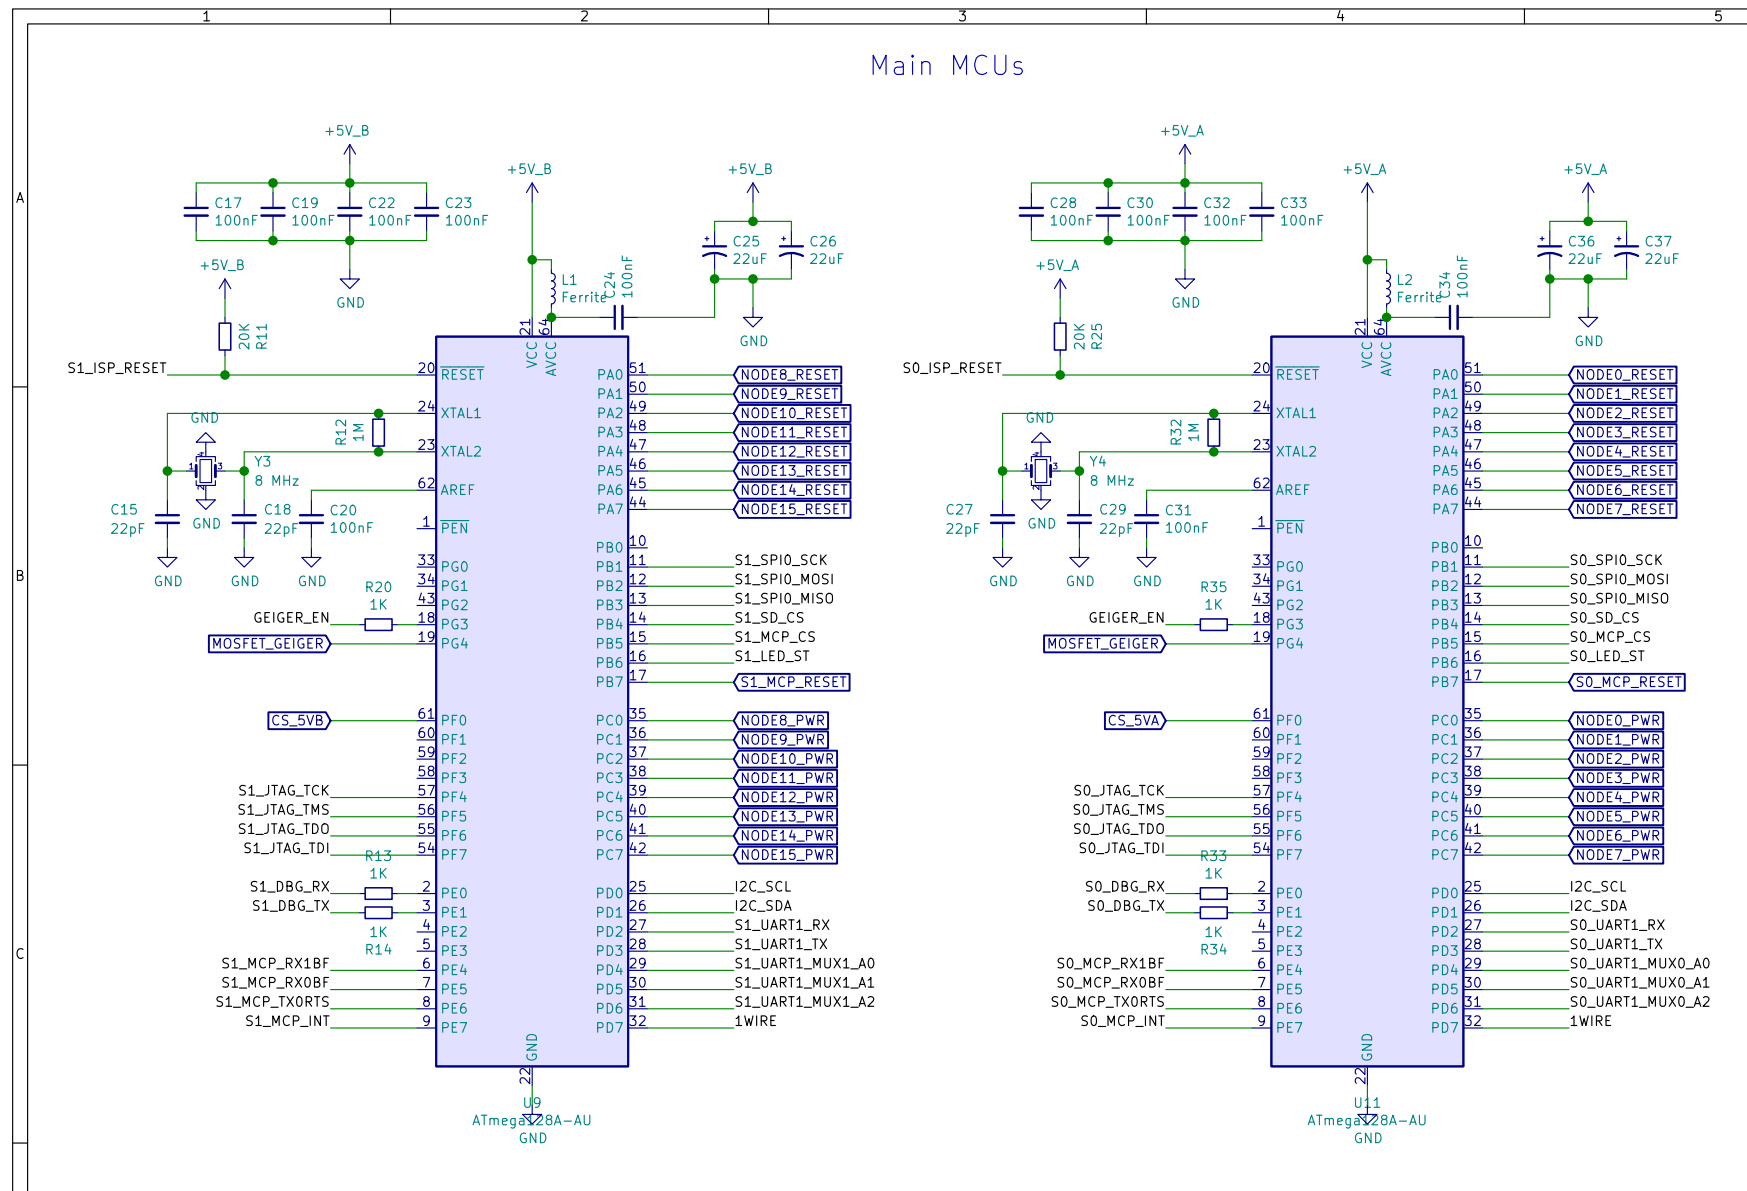 1 2 3 4 5
Main MCUs
A
B
C
+5V_B
C17 100nF
C19 100nF
C22 100nF
C23 100nF
GND
+5V_B
+5V_B
C25 22uF
C26 22uF
GND
L1 Ferrite
C24 100nF
+5V_B
20K R11
S1_ISP_RESET
GND
1 2 3 4
Y3 8 MHz
GND
R12 1M
C15 22pF
C18 22pF
C20 100nF
GND
GND
GND
R20 1K
GEIGER_EN
MOSFET_GEIGER
CS_5VB
S1_JTAG_TCK
S1_JTAG_TMS
S1_JTAG_TDO
S1_JTAG_TDI
R13 1K
S1_DBG_RX
S1_DBG_TX
1K R14
S1_MCP_RX1BF
S1_MCP_RX0BF
S1_MCP_TX0RTS
S1_MCP_INT
21 VCC
64 AVCC
20 RESET
24 XTAL1
23 XTAL2
62 AREF
1 PEN
33 PG0
34 PG1
43 PG2
18 PG3
19 PG4
61 PF0
60 PF1
59 PF2
58 PF3
57 PF4
56 PF5
55 PF6
54 PF7
2 PE0
3 PE1
4 PE2
5 PE3
6 PE4
7 PE5
8 PE6
9 PE7
PA0 51 NODE8_RESET
PA1 50 NODE9_RESET
PA2 49 NODE10_RESET
PA3 48 NODE11_RESET
PA4 47 NODE12_RESET
PA5 46 NODE13_RESET
PA6 45 NODE14_RESET
PA7 44 NODE15_RESET
PB0 10
PB1 11 S1_SPI0_SCK
PB2 12 S1_SPI0_MOSI
PB3 13 S1_SPI0_MISO
PB4 14 S1_SD_CS
PB5 15 S1_MCP_CS
PB6 16 S1_LED_ST
PB7 17 S1_MCP_RESET
PC0 35 NODE8_PWR
PC1 36 NODE9_PWR
PC2 37 NODE10_PWR
PC3 38 NODE11_PWR
PC4 39 NODE12_PWR
PC5 40 NODE13_PWR
PC6 41 NODE14_PWR
PC7 42 NODE15_PWR
PD0 25 I2C_SCL
PD1 26 I2C_SDA
PD2 27 S1_UART1_RX
PD3 28 S1_UART1_TX
PD4 29 S1_UART1_MUX1_A0
PD5 30 S1_UART1_MUX1_A1
PD6 31 S1_UART1_MUX1_A2
PD7 32 1WIRE
GND 22
U9
ATmega128A-AU
GND
+5V_A
C28 100nF
C30 100nF
C32 100nF
C33 100nF
GND
+5V_A
+5V_A
C36 22uF
C37 22uF
GND
L2 Ferrite
C34 100nF
+5V_A
20K R25
S0_ISP_RESET
GND
1 2 3 4
Y4 8 MHz
GND
R32 1M
C27 22pF
C29 22pF
C31 100nF
GND
GND
GND
R35 1K
GEIGER_EN
MOSFET_GEIGER
CS_5VA
S0_JTAG_TCK
S0_JTAG_TMS
S0_JTAG_TDO
S0_JTAG_TDI
R33 1K
S0_DBG_RX
S0_DBG_TX
1K R34
S0_MCP_RX1BF
S0_MCP_RX0BF
S0_MCP_TX0RTS
S0_MCP_INT
21 VCC
64 AVCC
20 RESET
24 XTAL1
23 XTAL2
62 AREF
1 PEN
33 PG0
34 PG1
43 PG2
18 PG3
19 PG4
61 PF0
60 PF1
59 PF2
58 PF3
57 PF4
56 PF5
55 PF6
54 PF7
2 PE0
3 PE1
4 PE2
5 PE3
6 PE4
7 PE5
8 PE6
9 PE7
PA0 51 NODE0_RESET
PA1 50 NODE1_RESET
PA2 49 NODE2_RESET
PA3 48 NODE3_RESET
PA4 47 NODE4_RESET
PA5 46 NODE5_RESET
PA6 45 NODE6_RESET
PA7 44 NODE7_RESET
PB0 10
PB1 11 S0_SPI0_SCK
PB2 12 S0_SPI0_MOSI
PB3 13 S0_SPI0_MISO
PB4 14 S0_SD_CS
PB5 15 S0_MCP_CS
PB6 16 S0_LED_ST
PB7 17 S0_MCP_RESET
PC0 35 NODE0_PWR
PC1 36 NODE1_PWR
PC2 37 NODE2_PWR
PC3 38 NODE3_PWR
PC4 39 NODE4_PWR
PC5 40 NODE5_PWR
PC6 41 NODE6_PWR
PC7 42 NODE7_PWR
PD0 25 I2C_SCL
PD1 26 I2C_SDA
PD2 27 S0_UART1_RX
PD3 28 S0_UART1_TX
PD4 29 S0_UART1_MUX0_A0
PD5 30 S0_UART1_MUX0_A1
PD6 31 S0_UART1_MUX0_A2
PD7 32 1WIRE
GND 22
U11
ATmega128A-AU
GND